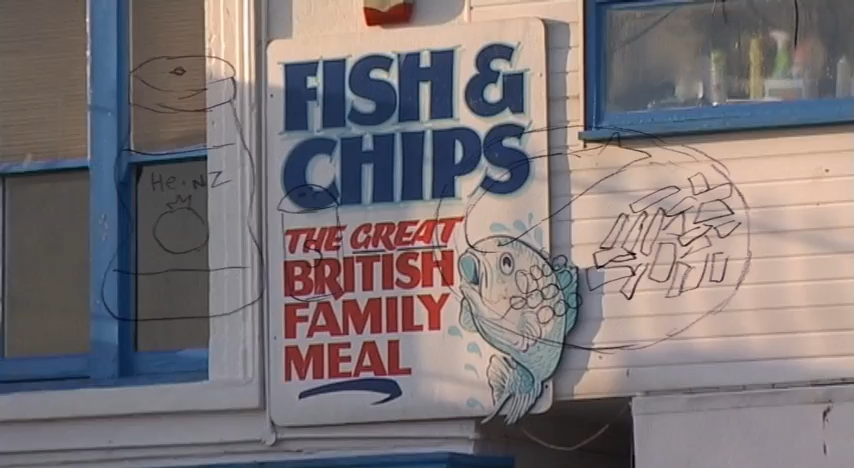 FISH &
CHIPS
THE GREAT
BRITISH
FAMILY
MEAL
HeiNZ